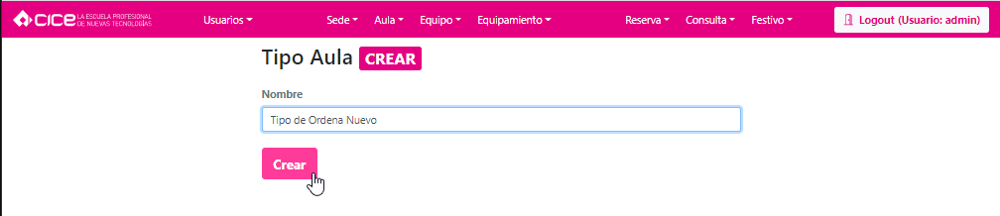 CICE LA ESCUELA PROFESIONAL DE NUEVAS TECNOLOGÍAS
Usuarios Sede Aula Equipo Equipamiento Reserva Consulta Festivo Logout (Usuario: admin)
Tipo Aula CREAR
Nombre
Tipo de Ordena Nuevo
Crear